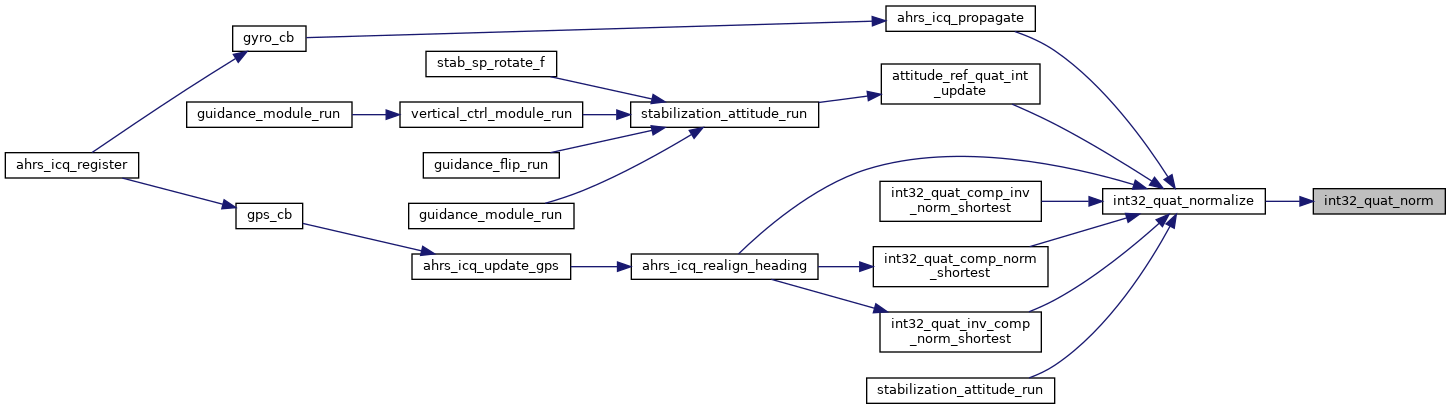 ahrs_icq_propagate
gyro_cb
stab_sp_rotate_f
attitude_ref_quat_int
_update
guidance_module_run
vertical_ctrl_module_run
stabilization_attitude_run
ahrs_icq_register
guidance_flip_run
int32_quat_comp_inv
_norm_shortest
int32_quat_normalize
int32_quat_norm
gps_cb
guidance_module_run
ahrs_icq_update_gps
ahrs_icq_realign_heading
int32_quat_comp_norm
_shortest
int32_quat_inv_comp
_norm_shortest
stabilization_attitude_run